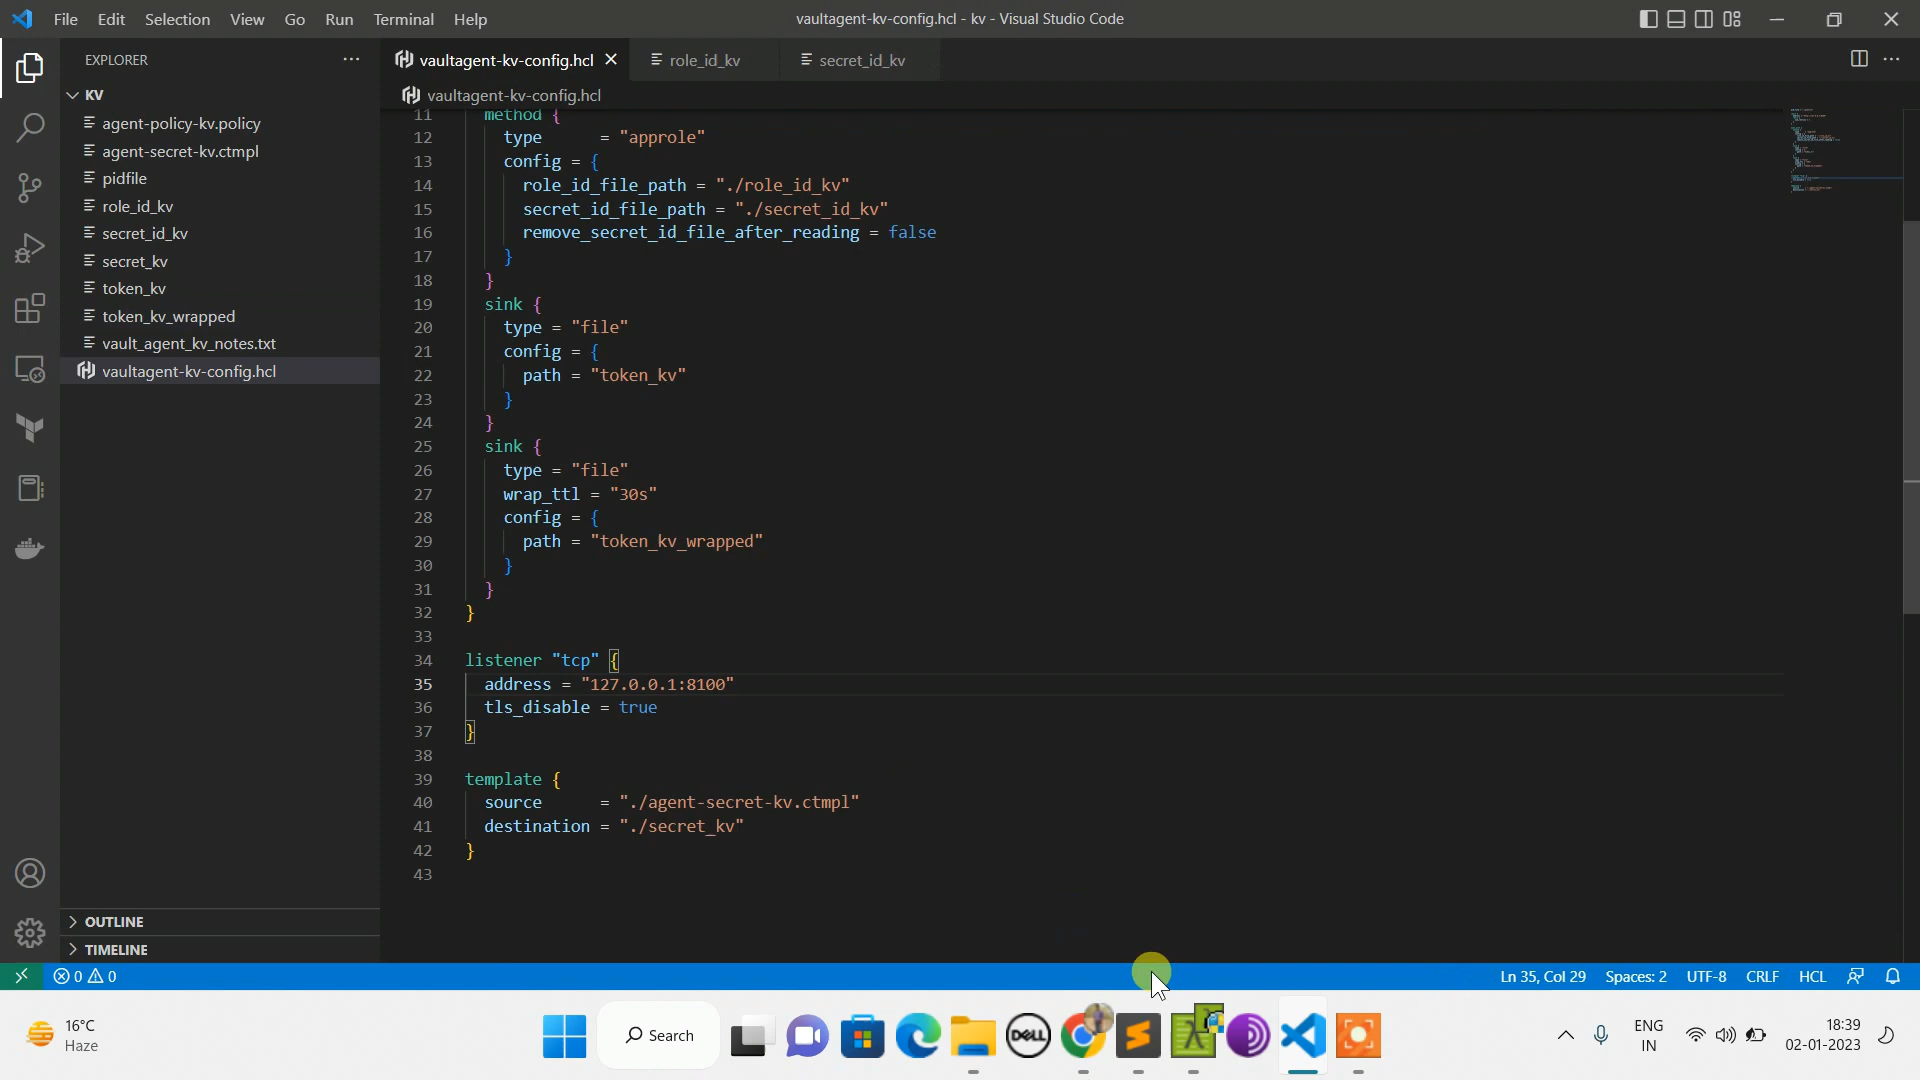 File Edit Selection View Go Run Terminal Help
vaultagent-kv-config.hcl - kv - Visual Studio Code
EXPLORER
KV
agent-policy-kv.policy
agent-secret-kv.ctmpl
pidfile
role_id_kv
secret_id_kv
secret_kv
token_kv
token_kv_wrapped
vault_agent_kv_notes.txt
vaultagent-kv-config.hcl
OUTLINE
TIMELINE
vaultagent-kv-config.hcl role_id_kv secret_id_kv
vaultagent-kv-config.hcl
11 method {
12 type = "approle"
13 config = {
14 role_id_file_path = "./role_id_kv"
15 secret_id_file_path = "./secret_id_kv"
16 remove_secret_id_file_after_reading = false
17 }
18 }
19 sink {
20 type = "file"
21 config = {
22 path = "token_kv"
23 }
24 }
25 sink {
26 type = "file"
27 wrap_ttl = "30s"
28 config = {
29 path = "token_kv_wrapped"
30 }
31 }
32 }
33
34 listener "tcp" {
35 address = "127.0.0.1:8100"
36 tls_disable = true
37 }
38
39 template {
40 source = "./agent-secret-kv.ctmpl"
41 destination = "./secret_kv"
42 }
43
0 0
Ln 35, Col 29 Spaces: 2 UTF-8 CRLF HCL
16°C
Haze
Search
DELL
ENG
IN
18:39
02-01-2023